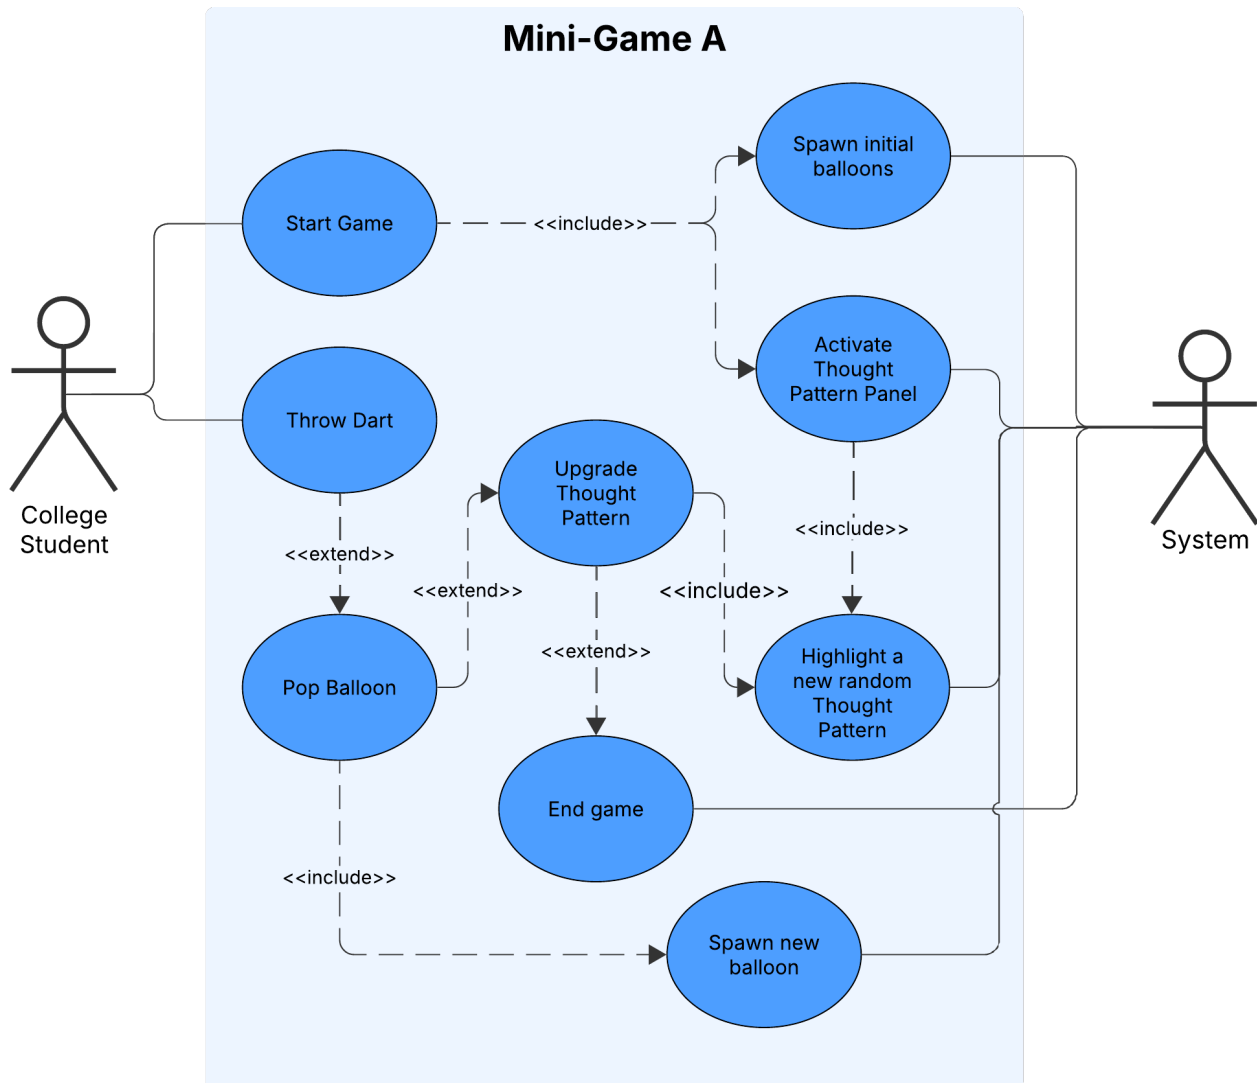 Mini-Game A
Spawn initial
balloons
Start Game
<<include>>
Activate
Thought
Pattern Panel
Throw Dart
Upgrade
Thought
Pattern
College
Student
System
<<extend>>
<<include>>
<<extend>>
<<include>>
<<extend>>
Pop Balloon
Highlight a
new random
Thought
Pattern
End game
<<include>>
Spawn new
balloon